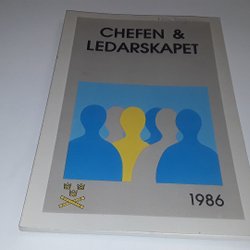 CHEFEN &
LEDARSKAPET
1986